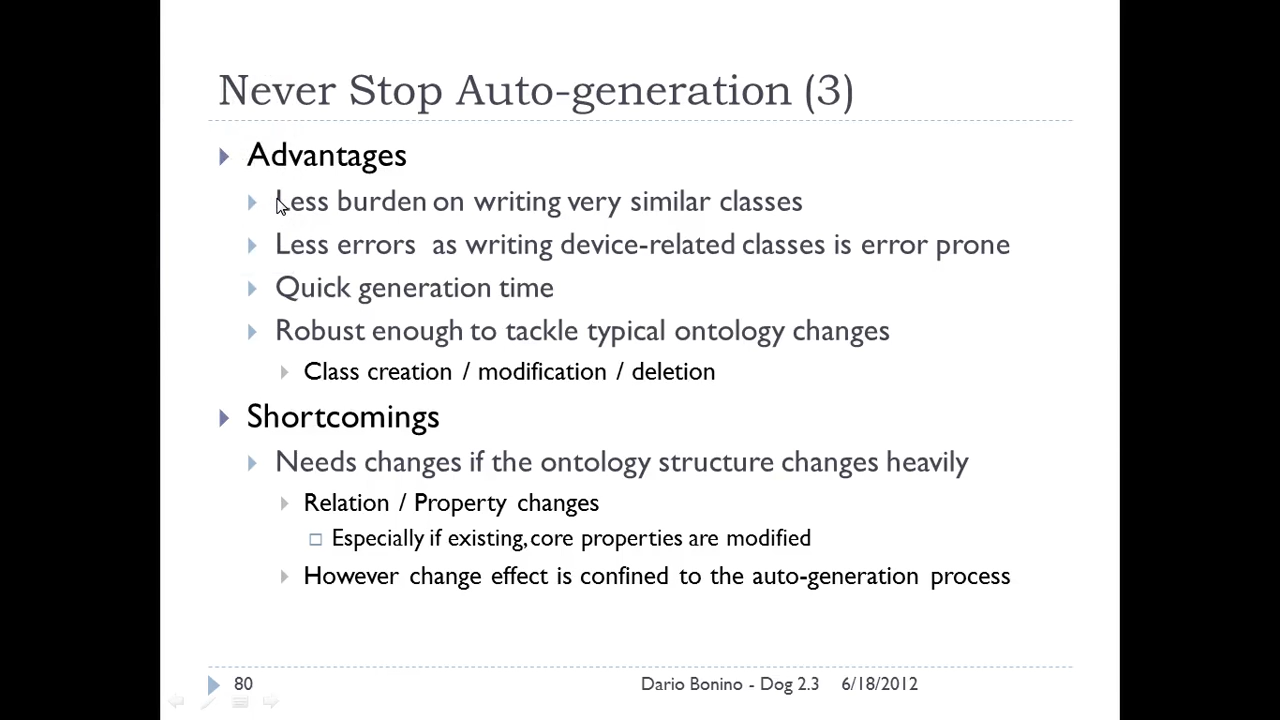 Never Stop Auto-generation (3)
Advantages
Less burden on writing very similar classes
Less errors as writing device-related classes is error prone
Quick generation time
Robust enough to tackle typical ontology changes
Class creation / modification / deletion
Shortcomings
Needs changes if the ontology structure changes heavily
Relation / Property changes
Especially if existing, core properties are modified
However change effect is confined to the auto-generation process
80 Dario Bonino - Dog 2.3 6/18/2012